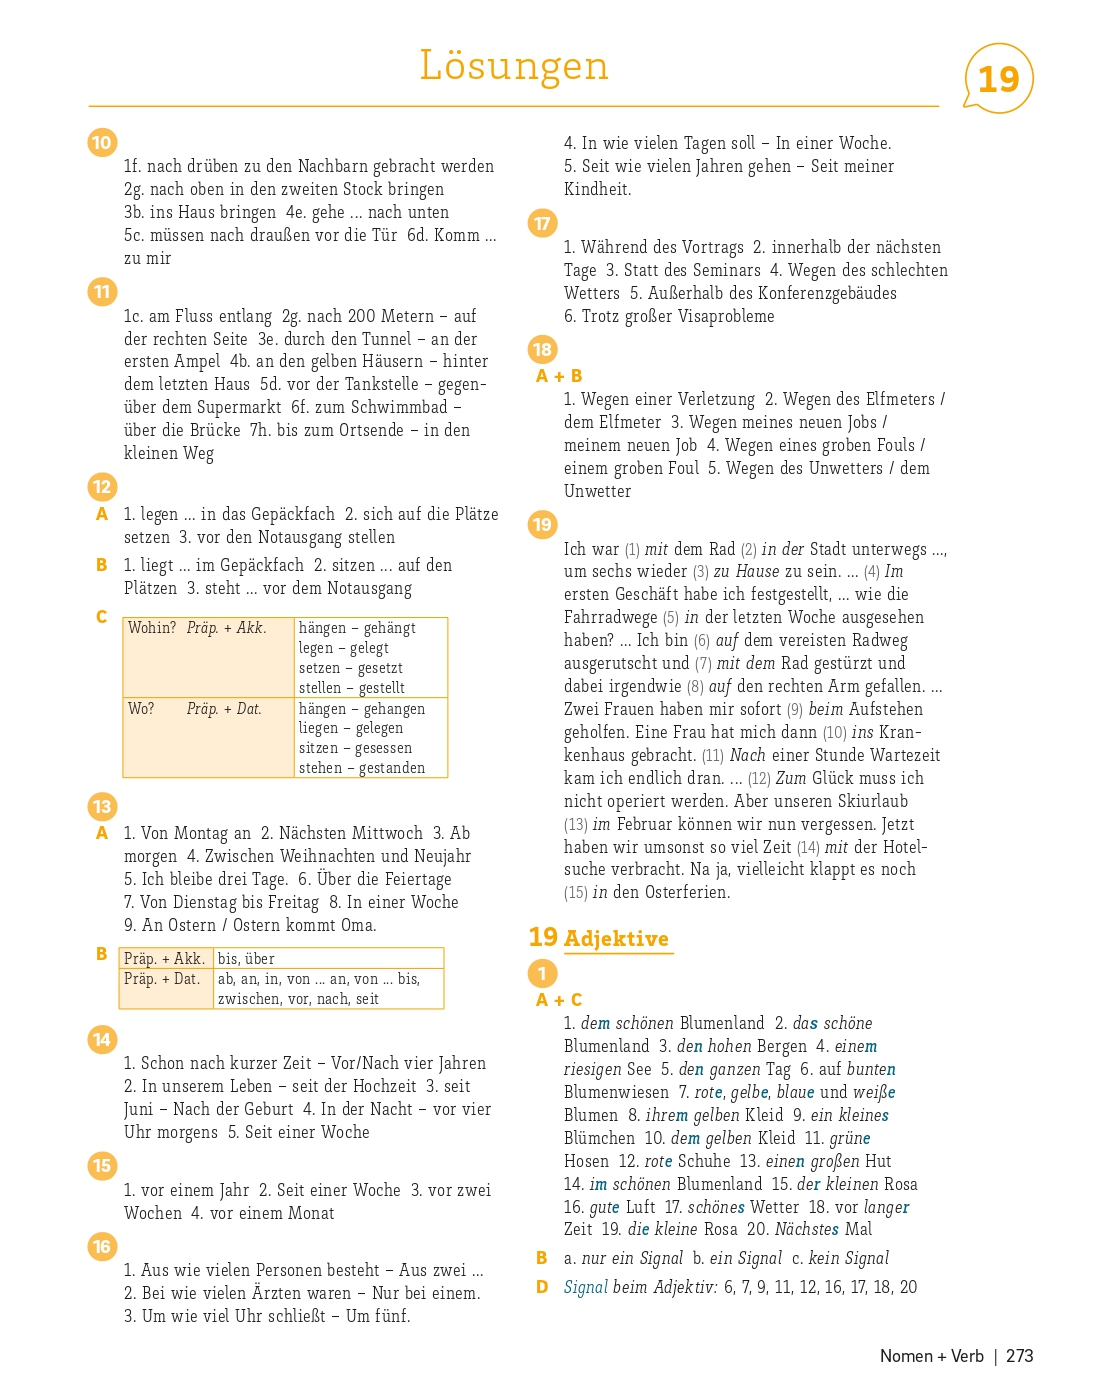 Lösungen
19
10
1f. nach drüben zu den Nachbarn gebracht werden
2g. nach oben in den zweiten Stock bringen
3b. ins Haus bringen 4e. gehe ... nach unten
5c. müssen nach draußen vor die Tür 6d. Komm ...
zu mir
11
1c. am Fluss entlang 2g. nach 200 Metern – auf
der rechten Seite 3e. durch den Tunnel – an der
ersten Ampel 4b. an den gelben Häusern – hinter
dem letzten Haus 5d. vor der Tankstelle – gegen-
über dem Supermarkt 6f. zum Schwimmbad –
über die Brücke 7h. bis zum Ortsende – in den
kleinen Weg
12
A 1. legen ... in das Gepäckfach 2. sich auf die Plätze
setzen 3. vor den Notausgang stellen
B 1. liegt ... im Gepäckfach 2. sitzen ... auf den
Plätzen 3. steht ... vor dem Notausgang
C
Wohin? Präp. + Akk. hängen – gehängt
legen – gelegt
setzen – gesetzt
stellen – gestellt
Wo? Präp. + Dat. hängen – gehangen
liegen – gelegen
sitzen – gesessen
stehen – gestanden
13
A 1. Von Montag an 2. Nächsten Mittwoch 3. Ab
morgen 4. Zwischen Weihnachten und Neujahr
5. Ich bleibe drei Tage. 6. Über die Feiertage
7. Von Dienstag bis Freitag 8. In einer Woche
9. An Ostern / Ostern kommt Oma.
B Präp. + Akk. bis, über
Präp. + Dat. ab, an, in, von ... an, von ... bis,
zwischen, vor, nach, seit
14
1. Schon nach kurzer Zeit – Vor/Nach vier Jahren
2. In unserem Leben – seit der Hochzeit 3. seit
Juni – Nach der Geburt 4. In der Nacht – vor vier
Uhr morgens 5. Seit einer Woche
15
1. vor einem Jahr 2. Seit einer Woche 3. vor zwei
Wochen 4. vor einem Monat
16
1. Aus wie vielen Personen besteht – Aus zwei ...
2. Bei wie vielen Ärzten waren – Nur bei einem.
3. Um wie viel Uhr schließt – Um fünf.
4. In wie vielen Tagen soll – In einer Woche.
5. Seit wie vielen Jahren gehen – Seit meiner
Kindheit.
17
1. Während des Vortrags 2. innerhalb der nächsten
Tage 3. Statt des Seminars 4. Wegen des schlechten
Wetters 5. Außerhalb des Konferenzgebäudes
6. Trotz großer Visaprobleme
18
A + B
1. Wegen einer Verletzung 2. Wegen des Elfmeters /
dem Elfmeter 3. Wegen meines neuen Jobs /
meinem neuen Job 4. Wegen eines groben Fouls /
einem groben Foul 5. Wegen des Unwetters / dem
Unwetter
19
Ich war (1) mit dem Rad (2) in der Stadt unterwegs ...,
um sechs wieder (3) zu Hause zu sein. ... (4) Im
ersten Geschäft habe ich festgestellt, ... wie die
Fahrradwege (5) in der letzten Woche ausgesehen
haben? ... Ich bin (6) auf dem vereisten Radweg
ausgerutscht und (7) mit dem Rad gestürzt und
dabei irgendwie (8) auf den rechten Arm gefallen. ...
Zwei Frauen haben mir sofort (9) beim Aufstehen
geholfen. Eine Frau hat mich dann (10) ins Kran-
kenhaus gebracht. (11) Nach einer Stunde Wartezeit
kam ich endlich dran. ... (12) Zum Glück muss ich
nicht operiert werden. Aber unseren Skiurlaub
(13) im Februar können wir nun vergessen. Jetzt
haben wir umsonst so viel Zeit (14) mit der Hotel-
suche verbracht. Na ja, vielleicht klappt es noch
(15) in den Osterferien.
19 Adjektive
1
A + C
1. dem schönen Blumenland 2. das schöne
Blumenland 3. den hohen Bergen 4. einem
riesigen See 5. den ganzen Tag 6. auf bunten
Blumenwiesen 7. rote, gelbe, blaue und weiße
Blumen 8. ihrem gelben Kleid 9. ein kleines
Blümchen 10. dem gelben Kleid 11. grüne
Hosen 12. rote Schuhe 13. einen großen Hut
14. im schönen Blumenland 15. der kleinen Rosa
16. gute Luft 17. schönes Wetter 18. vor langer
Zeit 19. die kleine Rosa 20. Nächstes Mal
B a. nur ein Signal b. ein Signal c. kein Signal
D Signal beim Adjektiv: 6, 7, 9, 11, 12, 16, 17, 18, 20
Nomen + Verb | 273